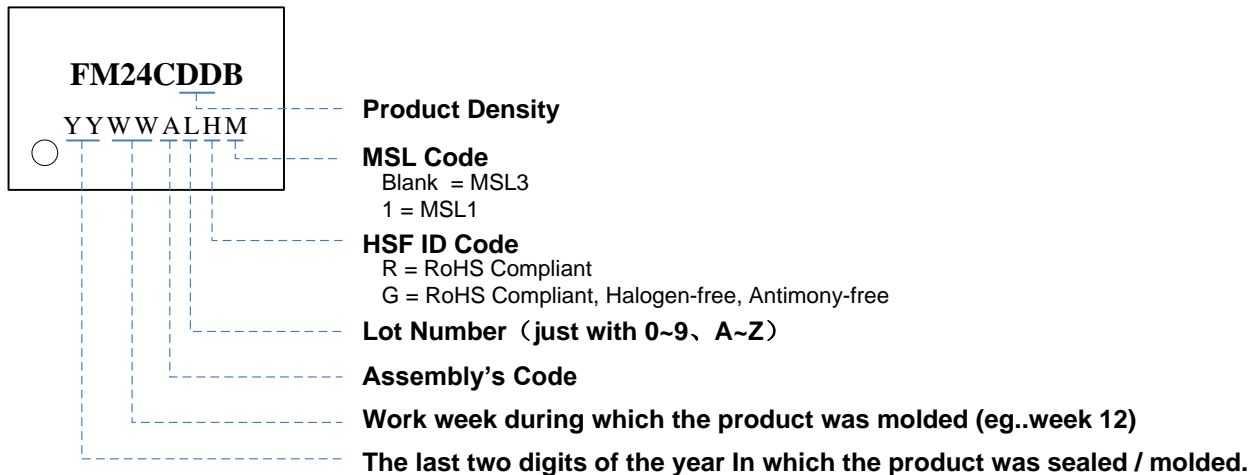 FM24CDDB
YYWWALHM
Product Density
MSL Code
Blank = MSL3
1 = MSL1
HSF ID Code
R = RoHS Compliant
G = RoHS Compliant, Halogen-free, Antimony-free
Lot Number（just with 0~9、A~Z）
Assembly's Code
Work week during which the product was molded (eg..week 12)
The last two digits of the year In which the product was sealed / molded.